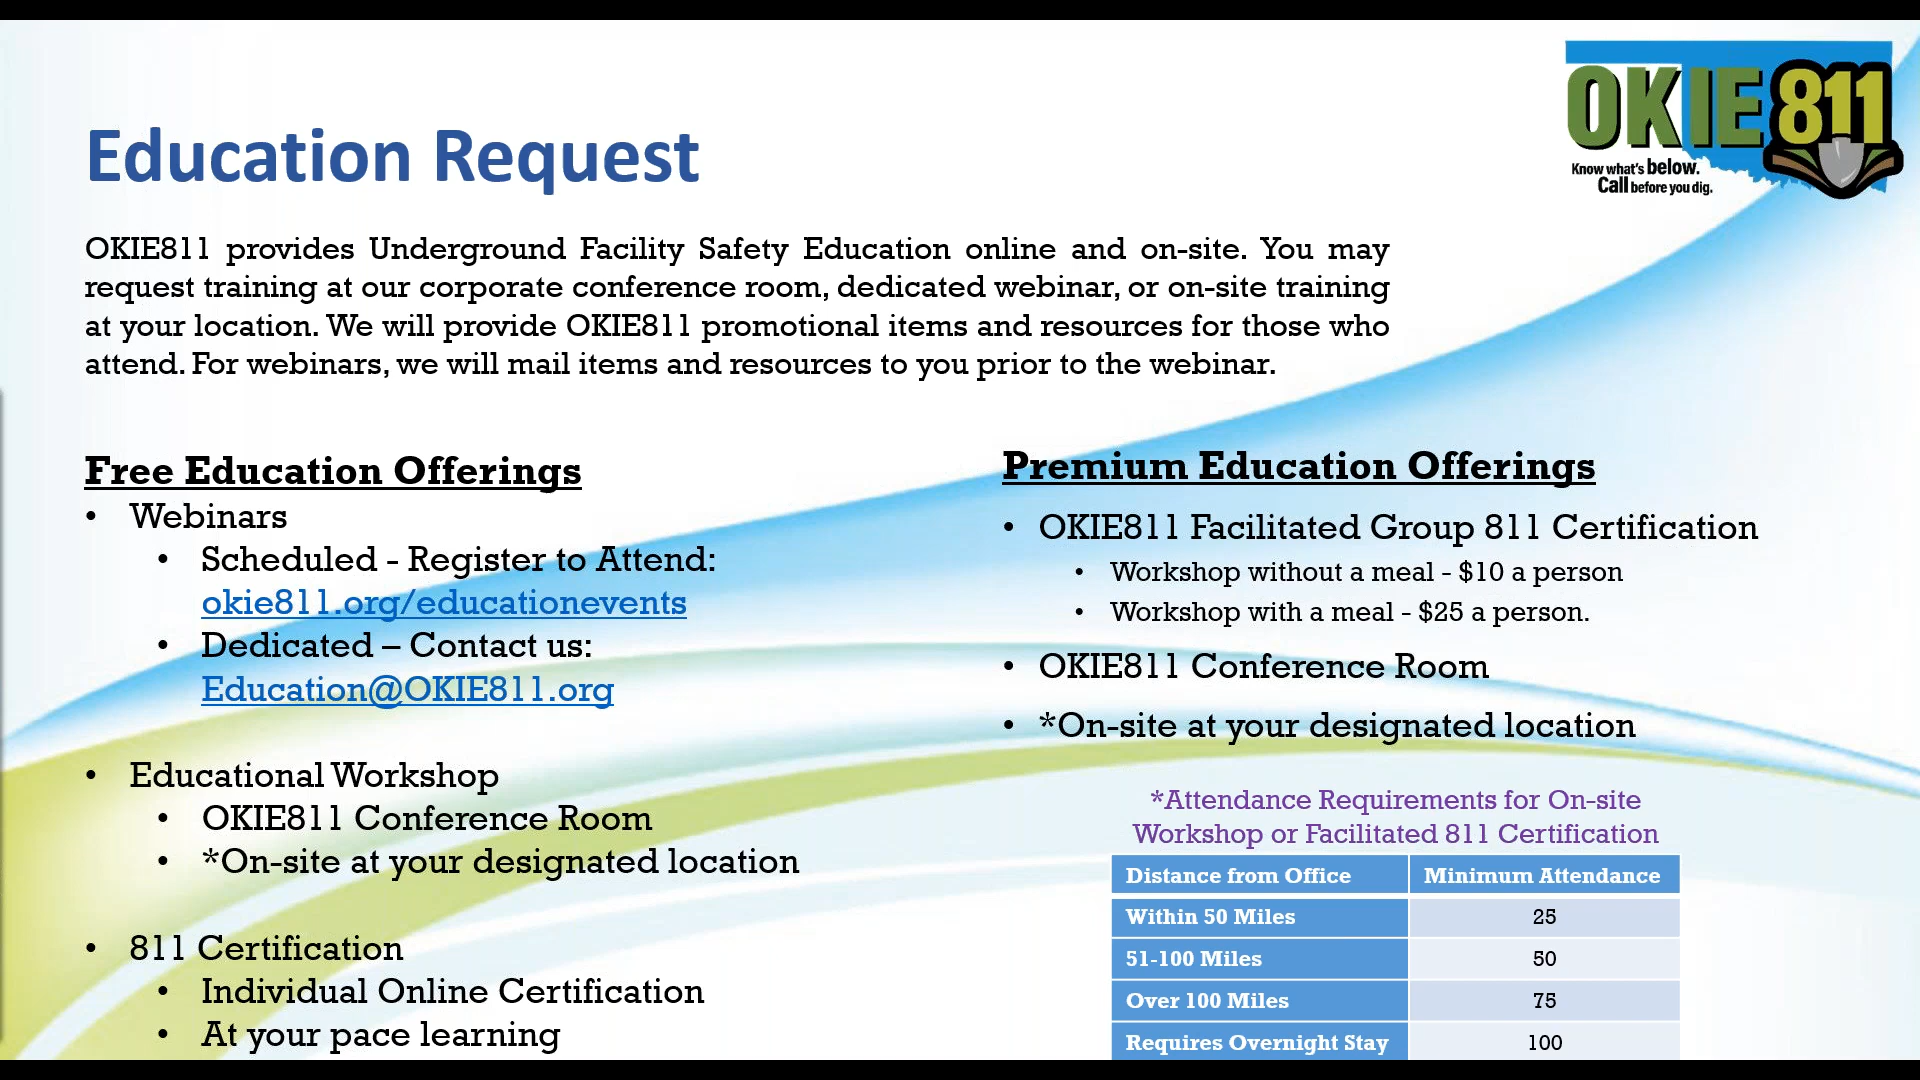 OKIE811
Know what's below.
Call before you dig.
Education Request
OKIE811 provides Underground Facility Safety Education online and on-site. You may
request training at our corporate conference room, dedicated webinar, or on-site training
at your location. We will provide OKIE811 promotional items and resources for those who
attend. For webinars, we will mail items and resources to you prior to the webinar.
Free Education Offerings
• Webinars
• Scheduled - Register to Attend:
okie811.org/educationevents
• Dedicated – Contact us:
Education@OKIE811.org
• Educational Workshop
• OKIE811 Conference Room
• *On-site at your designated location
• 811 Certification
• Individual Online Certification
• At your pace learning
Premium Education Offerings
• OKIE811 Facilitated Group 811 Certification
• Workshop without a meal - $10 a person
• Workshop with a meal - $25 a person.
• OKIE811 Conference Room
• *On-site at your designated location
*Attendance Requirements for On-site
Workshop or Facilitated 811 Certification
Distance from Office Minimum Attendance
Within 50 Miles 25
51-100 Miles 50
Over 100 Miles 75
Requires Overnight Stay 100